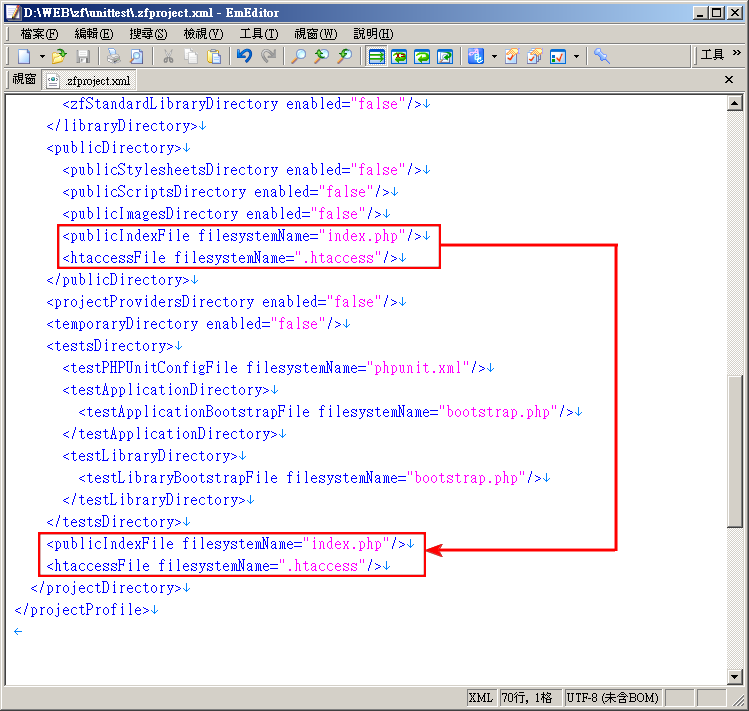 D:\WEB\zf\unittest\.zfproject.xml - EmEditor
檔案(F) 編輯(E) 搜尋(S) 檢視(V) 工具(I) 視窗(W) 說明(H)
工具 »
視窗 .zfproject.xml
<zfStandardLibraryDirectory enabled="false"/>↓
</libraryDirectory>↓
<publicDirectory>↓
<publicStylesheetsDirectory enabled="false"/>↓
<publicScriptsDirectory enabled="false"/>↓
<publicImagesDirectory enabled="false"/>↓
<publicIndexFile filesystemName="index.php"/>↓
<htaccessFile filesystemName=".htaccess"/>↓
</publicDirectory>↓
<projectProvidersDirectory enabled="false"/>↓
<temporaryDirectory enabled="false"/>↓
<testsDirectory>↓
<testPHPUnitConfigFile filesystemName="phpunit.xml"/>↓
<testApplicationDirectory>↓
<testApplicationBootstrapFile filesystemName="bootstrap.php"/>↓
</testApplicationDirectory>↓
<testLibraryDirectory>↓
<testLibraryBootstrapFile filesystemName="bootstrap.php"/>↓
</testLibraryDirectory>↓
</testsDirectory>↓
<publicIndexFile filesystemName="index.php"/>↓
<htaccessFile filesystemName=".htaccess"/>↓
</projectDirectory>↓
</projectProfile>↓
←
XML 70行, 1格 UTF-8 (未含BOM)